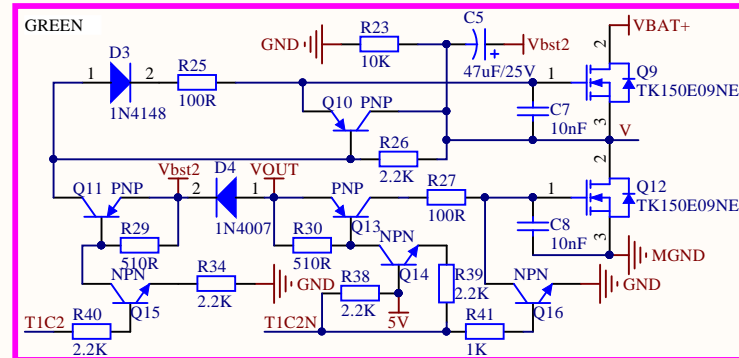 GREEN
VBAT+
GND
R23
10K
C5
47uF/25V
Vbst2
2
Q9
TK150E09NE
1
3
D3
1
2
1N4148
R25
100R
Q10
PNP
C7
10nF
V
R26
2.2K
Q11
PNP
Vbst2
2
D4
1
1N4007
VOUT
PNP
Q13
R27
100R
2
1
Q12
TK150E09NE
3
C8
10nF
MGND
R29
510R
R30
510R
NPN
Q14
R39
2.2K
NPN
Q15
R34
2.2K
GND
R38
2.2K
5V
NPN
Q16
GND
T1C2
R40
2.2K
T1C2N
R41
1K